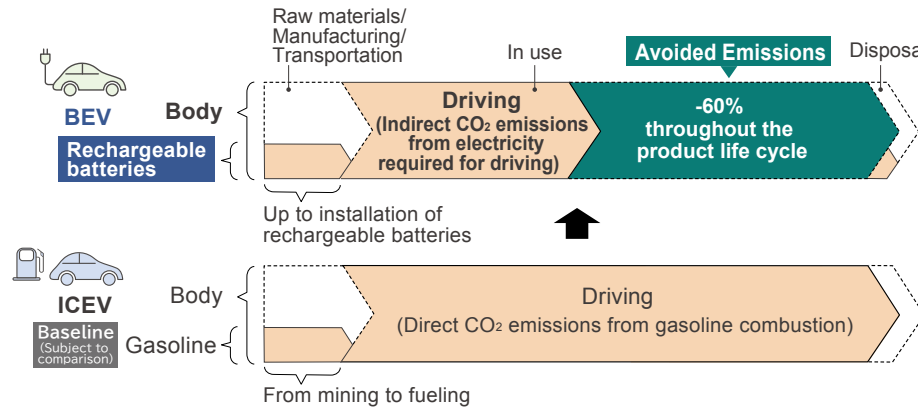 Raw materials/
Manufacturing/
Transportation
In use
Avoided Emissions
Disposa
BEV
Body
Rechargeable
batteries
Driving
(Indirect CO₂ emissions
from electricity
required for driving)
-60%
throughout the
product life cycle
Up to installation of
rechargeable batteries
ICEV
Baseline
(Subject to
comparison)
Body
Gasoline
Driving
(Direct CO₂ emissions from gasoline combustion)
From mining to fueling